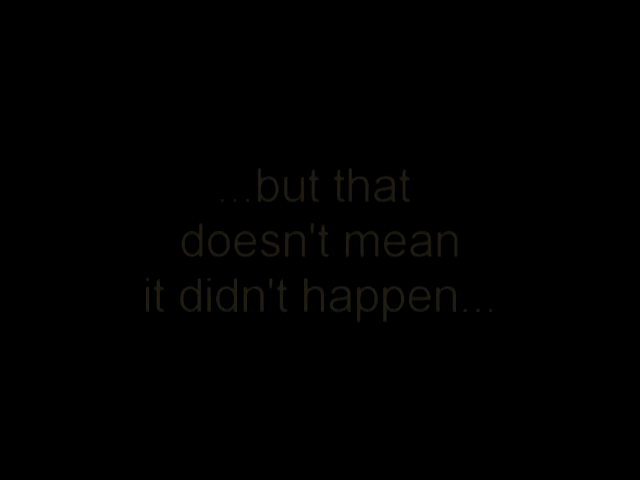 ...but that
doesn't mean
it didn't happen...